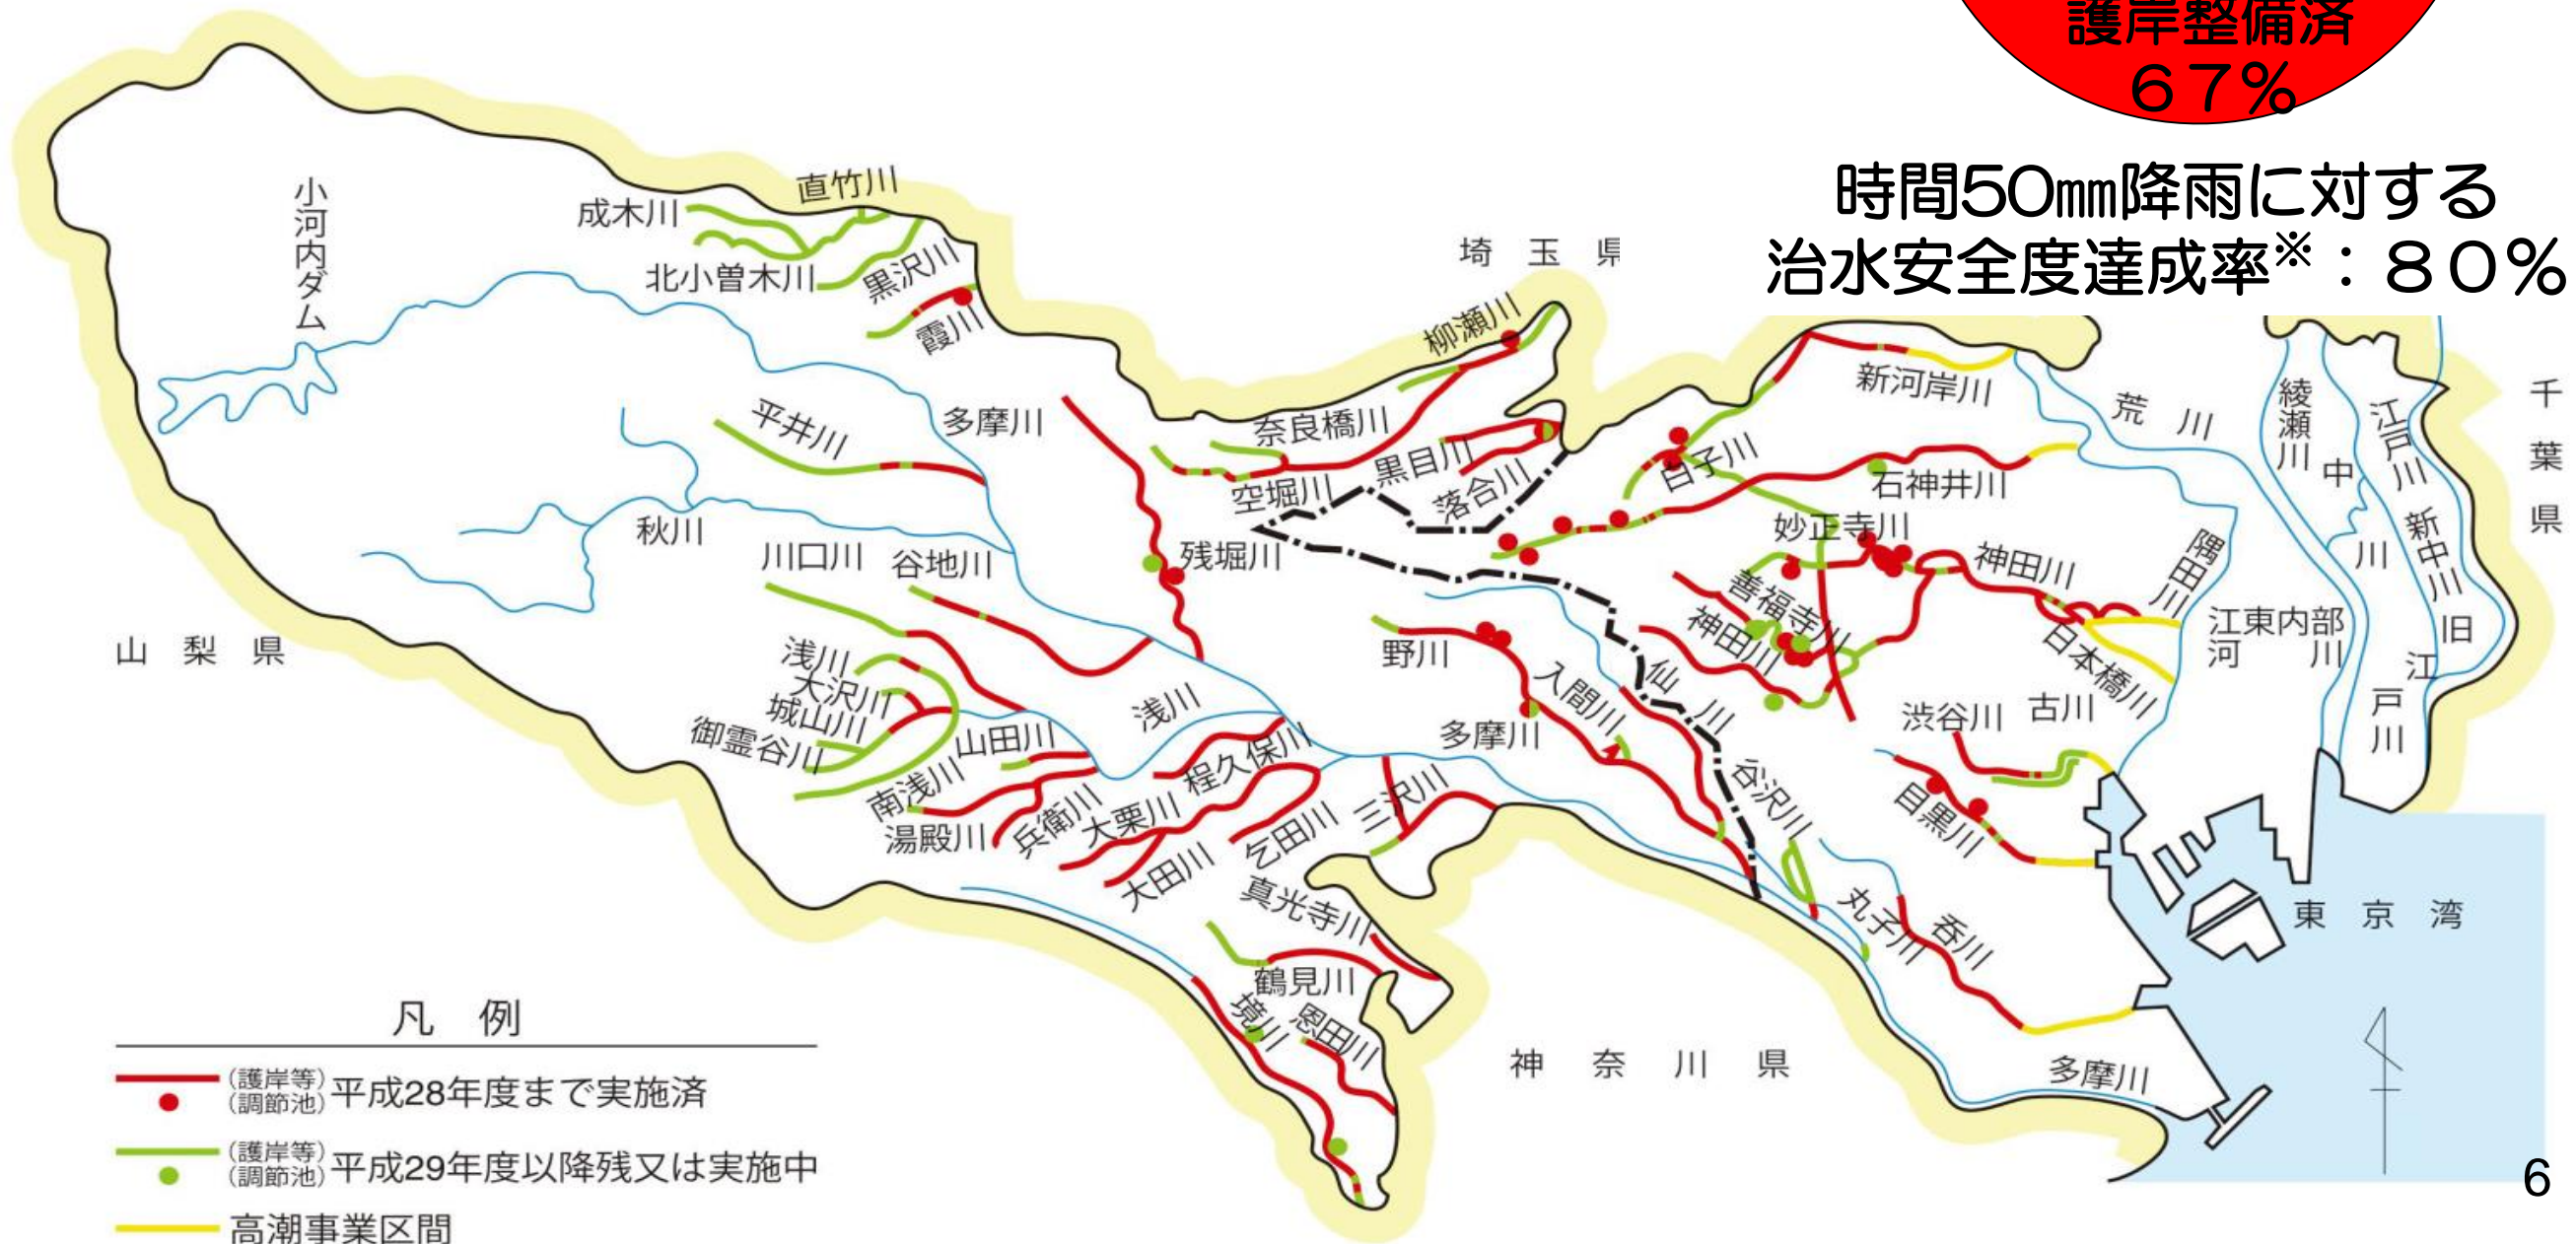 護岸整備済
67%
時間50㎜降雨に対する
治水安全度達成率※：80%
埼玉県
千葉県
山梨県
神奈川県
東京湾
小河内ダム
成木川
直竹川
北小曽木川
黒沢川
霞川
柳瀬川
新河岸川
荒川
綾瀬川
江戸川
中川
新中川
旧江戸川
平井川
多摩川
奈良橋川
黒目川
空堀川
落合川
白子川
石神井川
秋川
川口川
谷地川
残堀川
妙正寺川
善福寺川
神田川
神田川
隅田川
江東内部河川
日本橋川
浅川
大沢川
城山川
御霊谷川
山田川
南浅川
湯殿川
兵衛川
浅川
程久保川
大栗川
大田川
乞田川
三沢川
野川
入間川
仙川
多摩川
谷沢川
渋谷川
古川
目黒川
丸子川
呑川
真光寺川
鶴見川
境川
恩田川
多摩川
凡例
(護岸等)
(調節池)
平成28年度まで実施済
(護岸等)
(調節池)
平成29年度以降残又は実施中
高潮事業区間
6